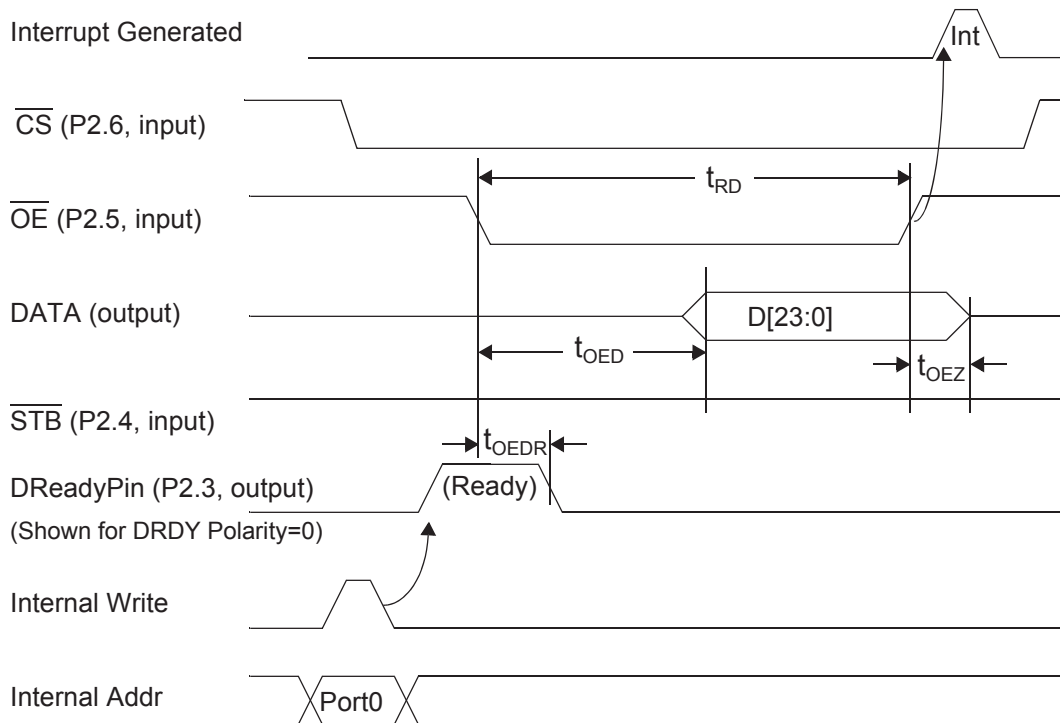 Interrupt Generated
Int
CS (P2.6, input)
tRD
OE (P2.5, input)
DATA (output)
D[23:0]
tOED
tOEZ
STB (P2.4, input)
tOEDR
DReadyPin (P2.3, output)
(Ready)
(Shown for DRDY Polarity=0)
Internal Write
Internal Addr
Port0